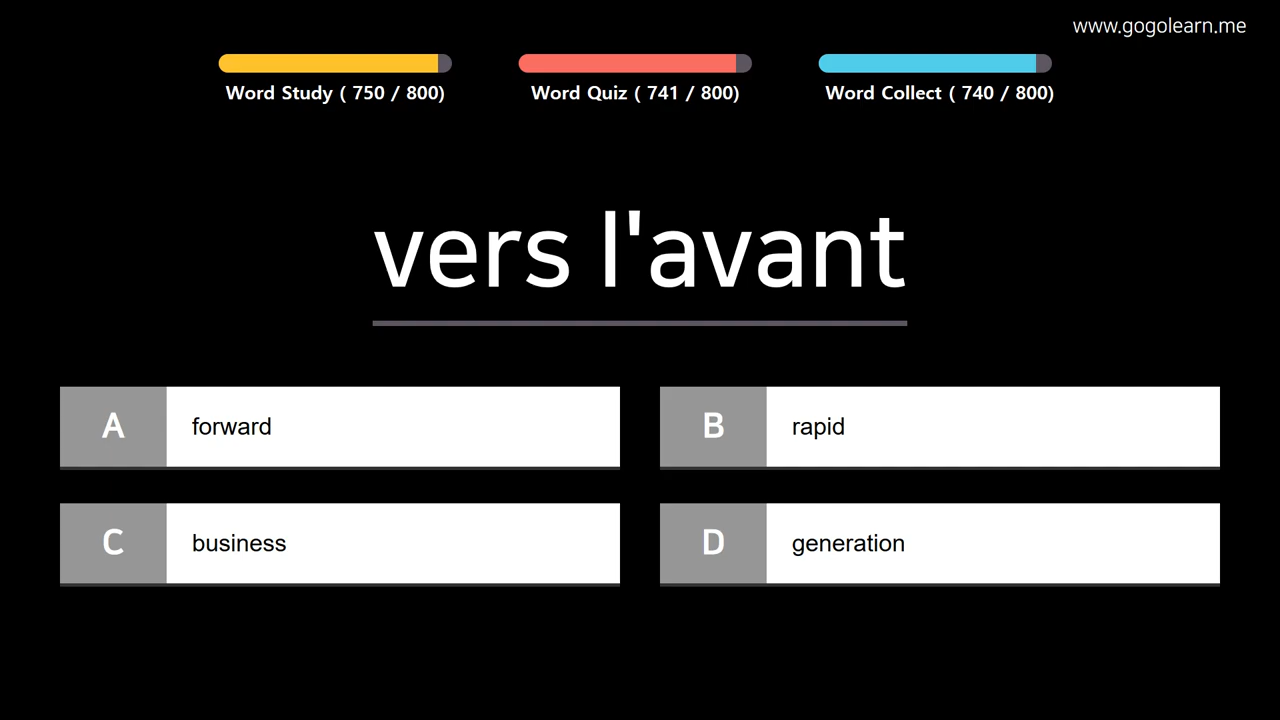 www.gogolearn.me
Word Study ( 750 / 800)
Word Quiz ( 741 / 800)
Word Collect ( 740 / 800)
vers l'avant
A forward
B rapid
C business
D generation